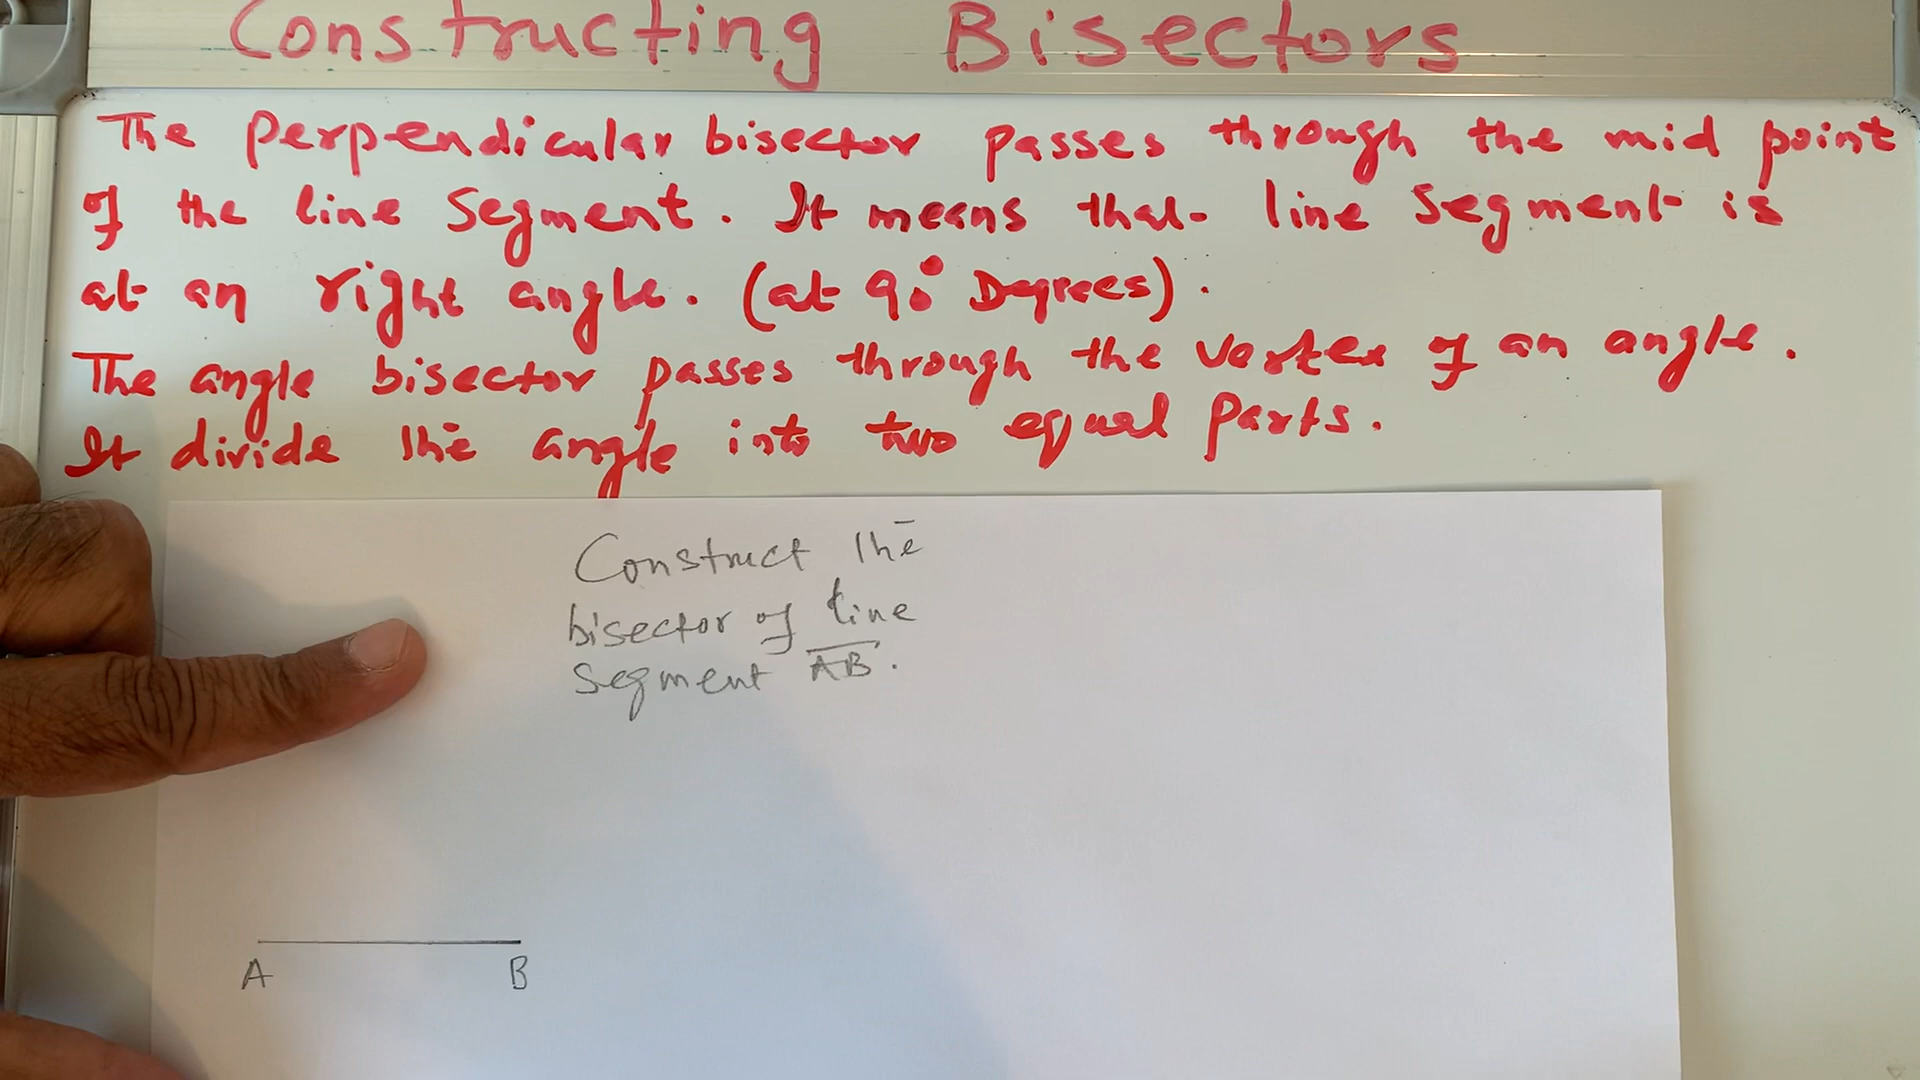 Constructing Bisectors
The perpendicular bisector passes through the mid point
of the line segment. It means that line segment is
at an right angle. (at 90° Degrees).
The angle bisector passes through the vertex of an angle.
It divide the angle into two equal parts.
Construct the
bisector of line
segment A͞B.
A B